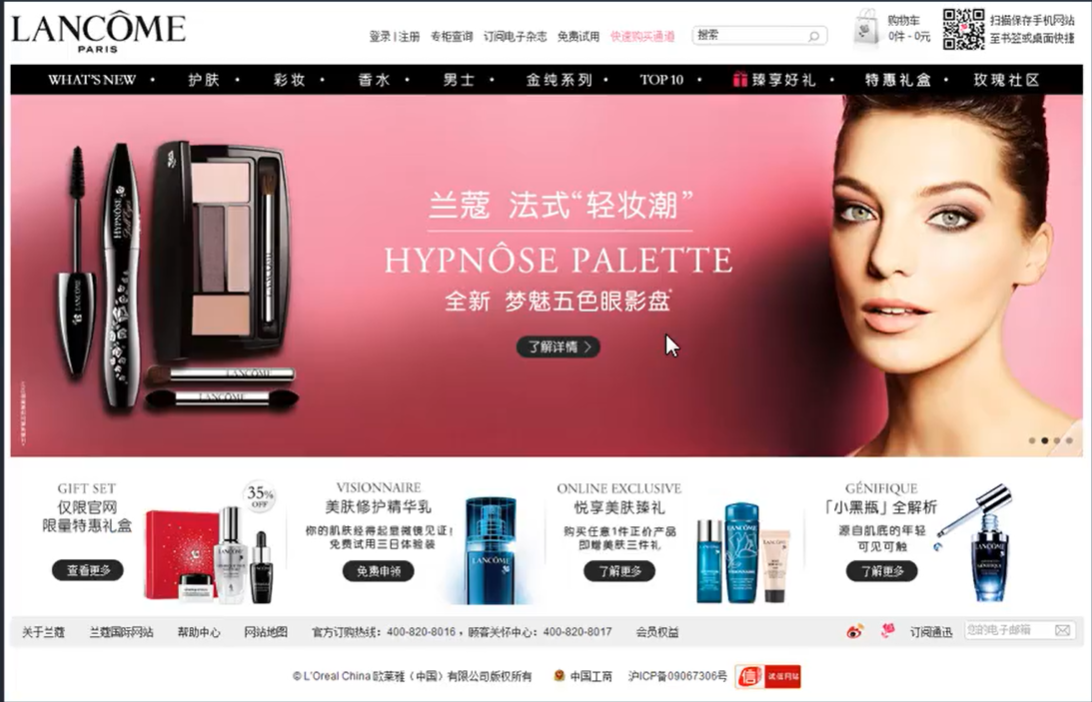 LANCÔME
PARIS
登录 | 注册 专柜查询 订阅电子杂志 免费试用 快速购买通道
搜索
购物车
0件 - 0元
扫描保存手机网站
至书签或桌面快捷
WHAT'S NEW • 护肤 • 彩妆 • 香水 • 男士 • 金纯系列 • TOP 10 • 臻享好礼 • 特惠礼盒 • 玫瑰社区
兰蔻 法式“轻妆潮”
HYPNÔSE PALETTE
全新 梦魅五色眼影盘*
了解详情 >
HYPNÔSE
LANCÔME
LANCÔME
LANCÔME
GIFT SET
仅限官网
限量特惠礼盒
35%
OFF
查看更多
VISIONNAIRE
美肤修护精华乳
你的肌肤经得起显微镜见证!
免费试用三日体验装
免费申领
LANCÔME
ONLINE EXCLUSIVE
悦享美肤臻礼
购买任意1件正价产品
即赠美肤三件礼
了解更多
LANCÔME
GÉNIFIQUE
「小黑瓶」全解析
源自肌底的年轻
可见可触
了解更多
LANCÔME
关于兰蔻 兰蔻国际网站 帮助中心 网站地图 官方订购热线：400-820-8016，顾客关怀中心：400-820-8017 会员权益
订阅通迅 您的电子邮箱
© L'Oreal China 欧莱雅（中国）有限公司版权所有 中国工商 沪ICP备09067306号 信 诚信网站